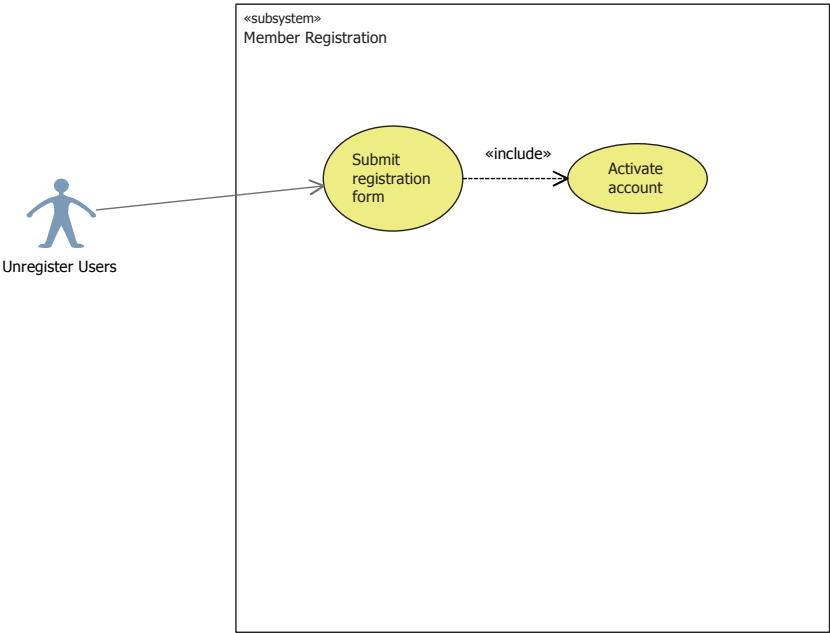 «subsystem»
Member Registration
Submit
registration
form
«include»
Activate
account
Unregister Users